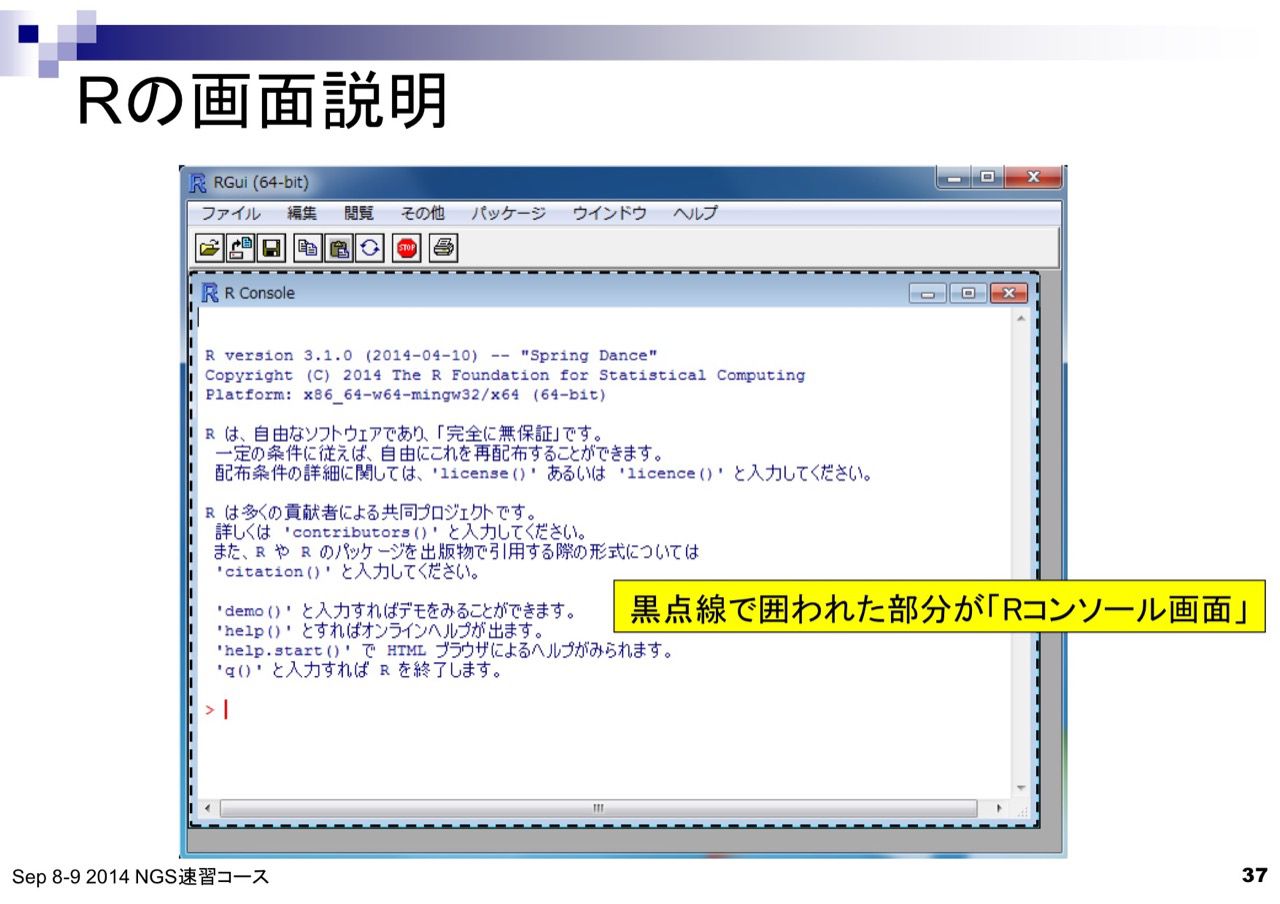 Rの画面説明
RGui (64-bit)
ファイル 編集 閲覧 その他 パッケージ ウインドウ ヘルプ
STOP
R Console
R version 3.1.0 (2014-04-10) -- "Spring Dance"
Copyright (C) 2014 The R Foundation for Statistical Computing
Platform: x86_64-w64-mingw32/x64 (64-bit)
R は、自由なソフトウェアであり、「完全に無保証」です。
一定の条件に従えば、自由にこれを再配布することができます。
配布条件の詳細に関しては、'license()' あるいは 'licence()' と入力してください。
R は多くの貢献者による共同プロジェクトです。
詳しくは 'contributors()' と入力してください。
また、R や R のパッケージを出版物で引用する際の形式については
'citation()' と入力してください。
'demo()' と入力すればデモをみることができます。
'help()' とすればオンラインヘルプが出ます。
'help.start()' で HTML ブラウザによるヘルプがみられます。
'q()' と入力すれば R を終了します。
>
黒点線で囲われた部分が「Rコンソール画面」
Sep 8-9 2014 NGS速習コース
37